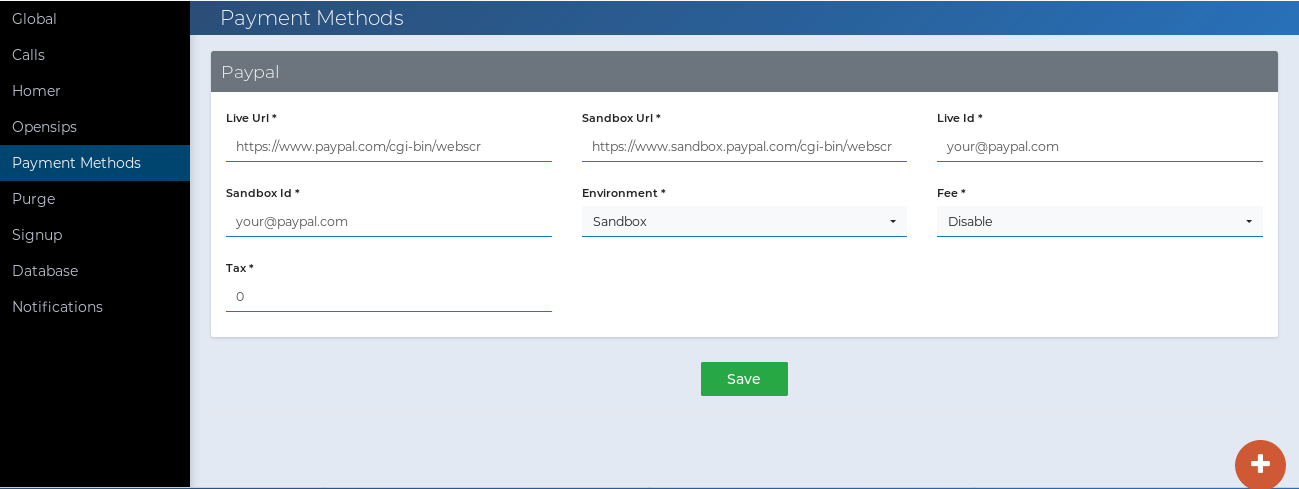 Global
Calls
Homer
Opensips
Payment Methods
Purge
Signup
Database
Notifications
Payment Methods
Paypal
Live Url *
https://www.paypal.com/cgi-bin/webscr
Sandbox Url *
https://www.sandbox.paypal.com/cgi-bin/webscr
Live Id *
your@paypal.com
Sandbox Id *
your@paypal.com
Environment *
Sandbox
Fee *
Disable
Tax *
0
Save